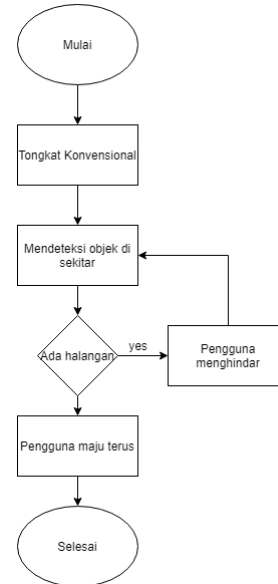 Mulai
Tongkat Konvensional
Mendeteksi objek di
sekitar
Ada halangan
yes
Pengguna
menghindar
Pengguna maju terus
Selesai